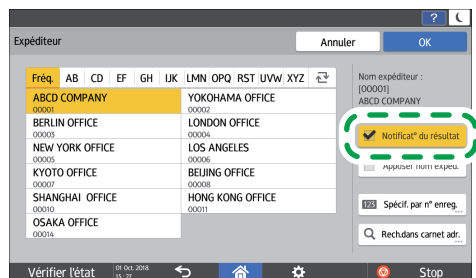 ?
Expéditeur
Annuler
OK
Fréq. AB CD EF GH IJK LMN OPQ RST UVW XYZ
ABCD COMPANY
00001
YOKOHAMA OFFICE
00002
BERLIN OFFICE
00003
LONDON OFFICE
00004
NEW YORK OFFICE
00005
LOS ANGELES
00006
KYOTO OFFICE
00007
BEIJING OFFICE
00008
SHANGHAI OFFICE
00010
HONG KONG OFFICE
00011
OSAKA OFFICE
00014
Nom expéditeur :
[00001]
ABCD COMPANY
Notificat° du résultat
Apposer nom expéd.
123 Spécif. par n° enreg.
Rech.dans carnet adr.
Vérifier l'état
01 Oct. 2018
15:27
Stop